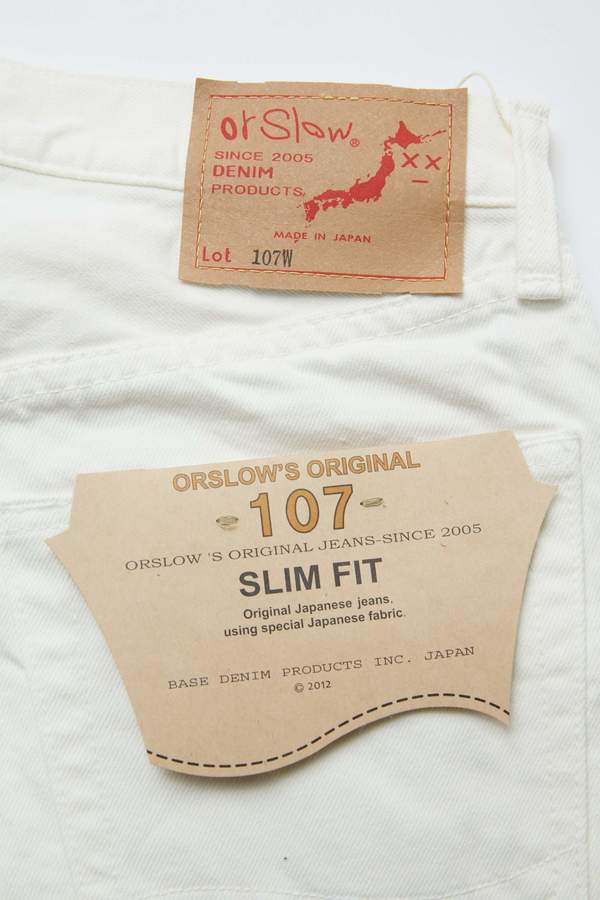 orSlow®
SINCE 2005
DENIM
PRODUCTS
MADE IN JAPAN
Lot 107W
ORSLOW'S ORIGINAL
107
ORSLOW 'S ORIGINAL JEANS-SINCE 2005
SLIM FIT
Original Japanese jeans.
using special Japanese fabric.
BASE DENIM PRODUCTS INC. JAPAN
© 2012